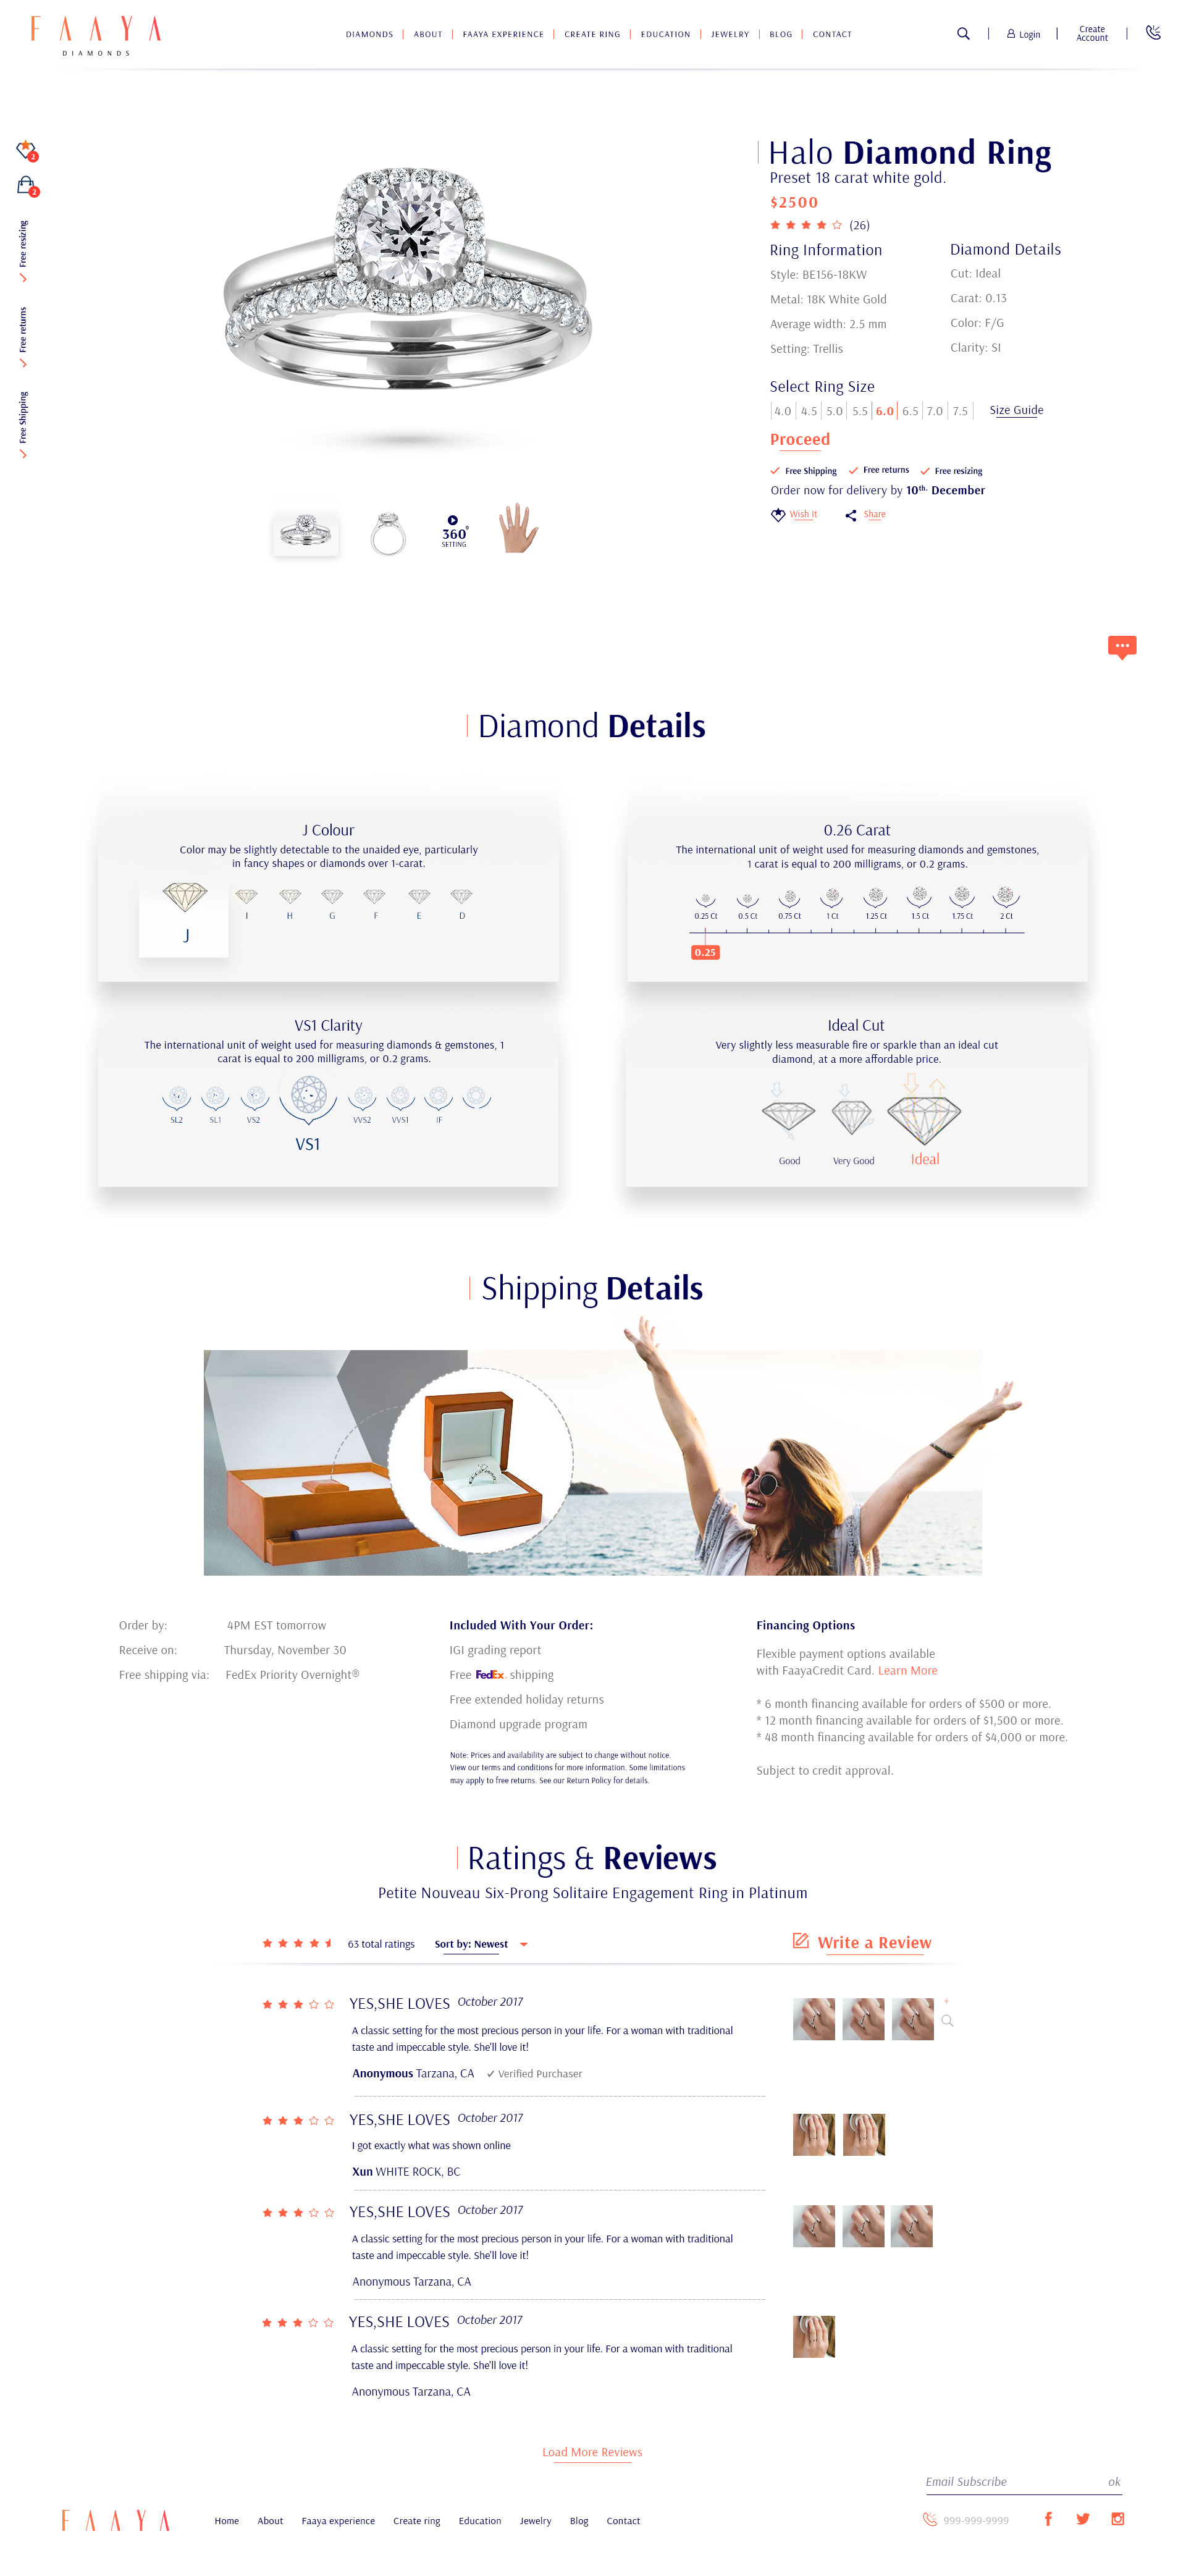 FAAYA
DIAMONDS
DIAMONDS
ABOUT
FAAYA EXPERIENCE
CREATE RING
EDUCATION
JEWELRY
BLOG
CONTACT
Login
Create
Account
2
2
Free resizing
Free returns
Free Shipping
Halo Diamond Ring
Preset 18 carat white gold.
$2500
(26)
Ring Information
Style: BE156-18KW
Metal: 18K White Gold
Average width: 2.5 mm
Setting: Trellis
Diamond Details
Cut: Ideal
Carat: 0.13
Color: F/G
Clarity: SI
Select Ring Size
4.0 4.5 5.0 5.5 6.0 6.5 7.0 7.5 Size Guide
Proceed
Free Shipping Free returns Free resizing
Order now for delivery by 10th. December
Wish It Share
360°
SETTING
Diamond Details
J Colour
Color may be slightly detectable to the unaided eye, particularly
in fancy shapes or diamonds over 1-carat.
J I H G F E D
0.26 Carat
The international unit of weight used for measuring diamonds and gemstones,
1 carat is equal to 200 milligrams, or 0.2 grams.
0.25 Ct 0.5 Ct 0.75 Ct 1 Ct 1.25 Ct 1.5 Ct 1.75 Ct 2 Ct
0.25
VS1 Clarity
The international unit of weight used for measuring diamonds & gemstones, 1
carat is equal to 200 milligrams, or 0.2 grams.
SL2 SL1 VS2 VS1 VVS2 VVS1 IF
Ideal Cut
Very slightly less measurable fire or sparkle than an ideal cut
diamond, at a more affordable price.
Good Very Good Ideal
Shipping Details
Order by: 4PM EST tomorrow
Receive on: Thursday, November 30
Free shipping via: FedEx Priority Overnight®
Included With Your Order:
IGI grading report
Free FedEx. shipping
Free extended holiday returns
Diamond upgrade program
Note: Prices and availability are subject to change without notice.
View our terms and conditions for more information. Some limitations
may apply to free returns. See our Return Policy for details.
Financing Options
Flexible payment options available
with FaayaCredit Card. Learn More
* 6 month financing available for orders of $500 or more.
* 12 month financing available for orders of $1,500 or more.
* 48 month financing available for orders of $4,000 or more.
Subject to credit approval.
Ratings & Reviews
Petite Nouveau Six-Prong Solitaire Engagement Ring in Platinum
63 total ratings Sort by: Newest Write a Review
YES,SHE LOVES October 2017
A classic setting for the most precious person in your life. For a woman with traditional
taste and impeccable style. She'll love it!
Anonymous Tarzana, CA ✓ Verified Purchaser
YES,SHE LOVES October 2017
I got exactly what was shown online
Xun WHITE ROCK, BC
YES,SHE LOVES October 2017
A classic setting for the most precious person in your life. For a woman with traditional
taste and impeccable style. She'll love it!
Anonymous Tarzana, CA
YES,SHE LOVES October 2017
A classic setting for the most precious person in your life. For a woman with traditional
taste and impeccable style. She'll love it!
Anonymous Tarzana, CA
Load More Reviews
Email Subscribe ok
FAAYA
Home About Faaya experience Create ring Education Jewelry Blog Contact
999-999-9999